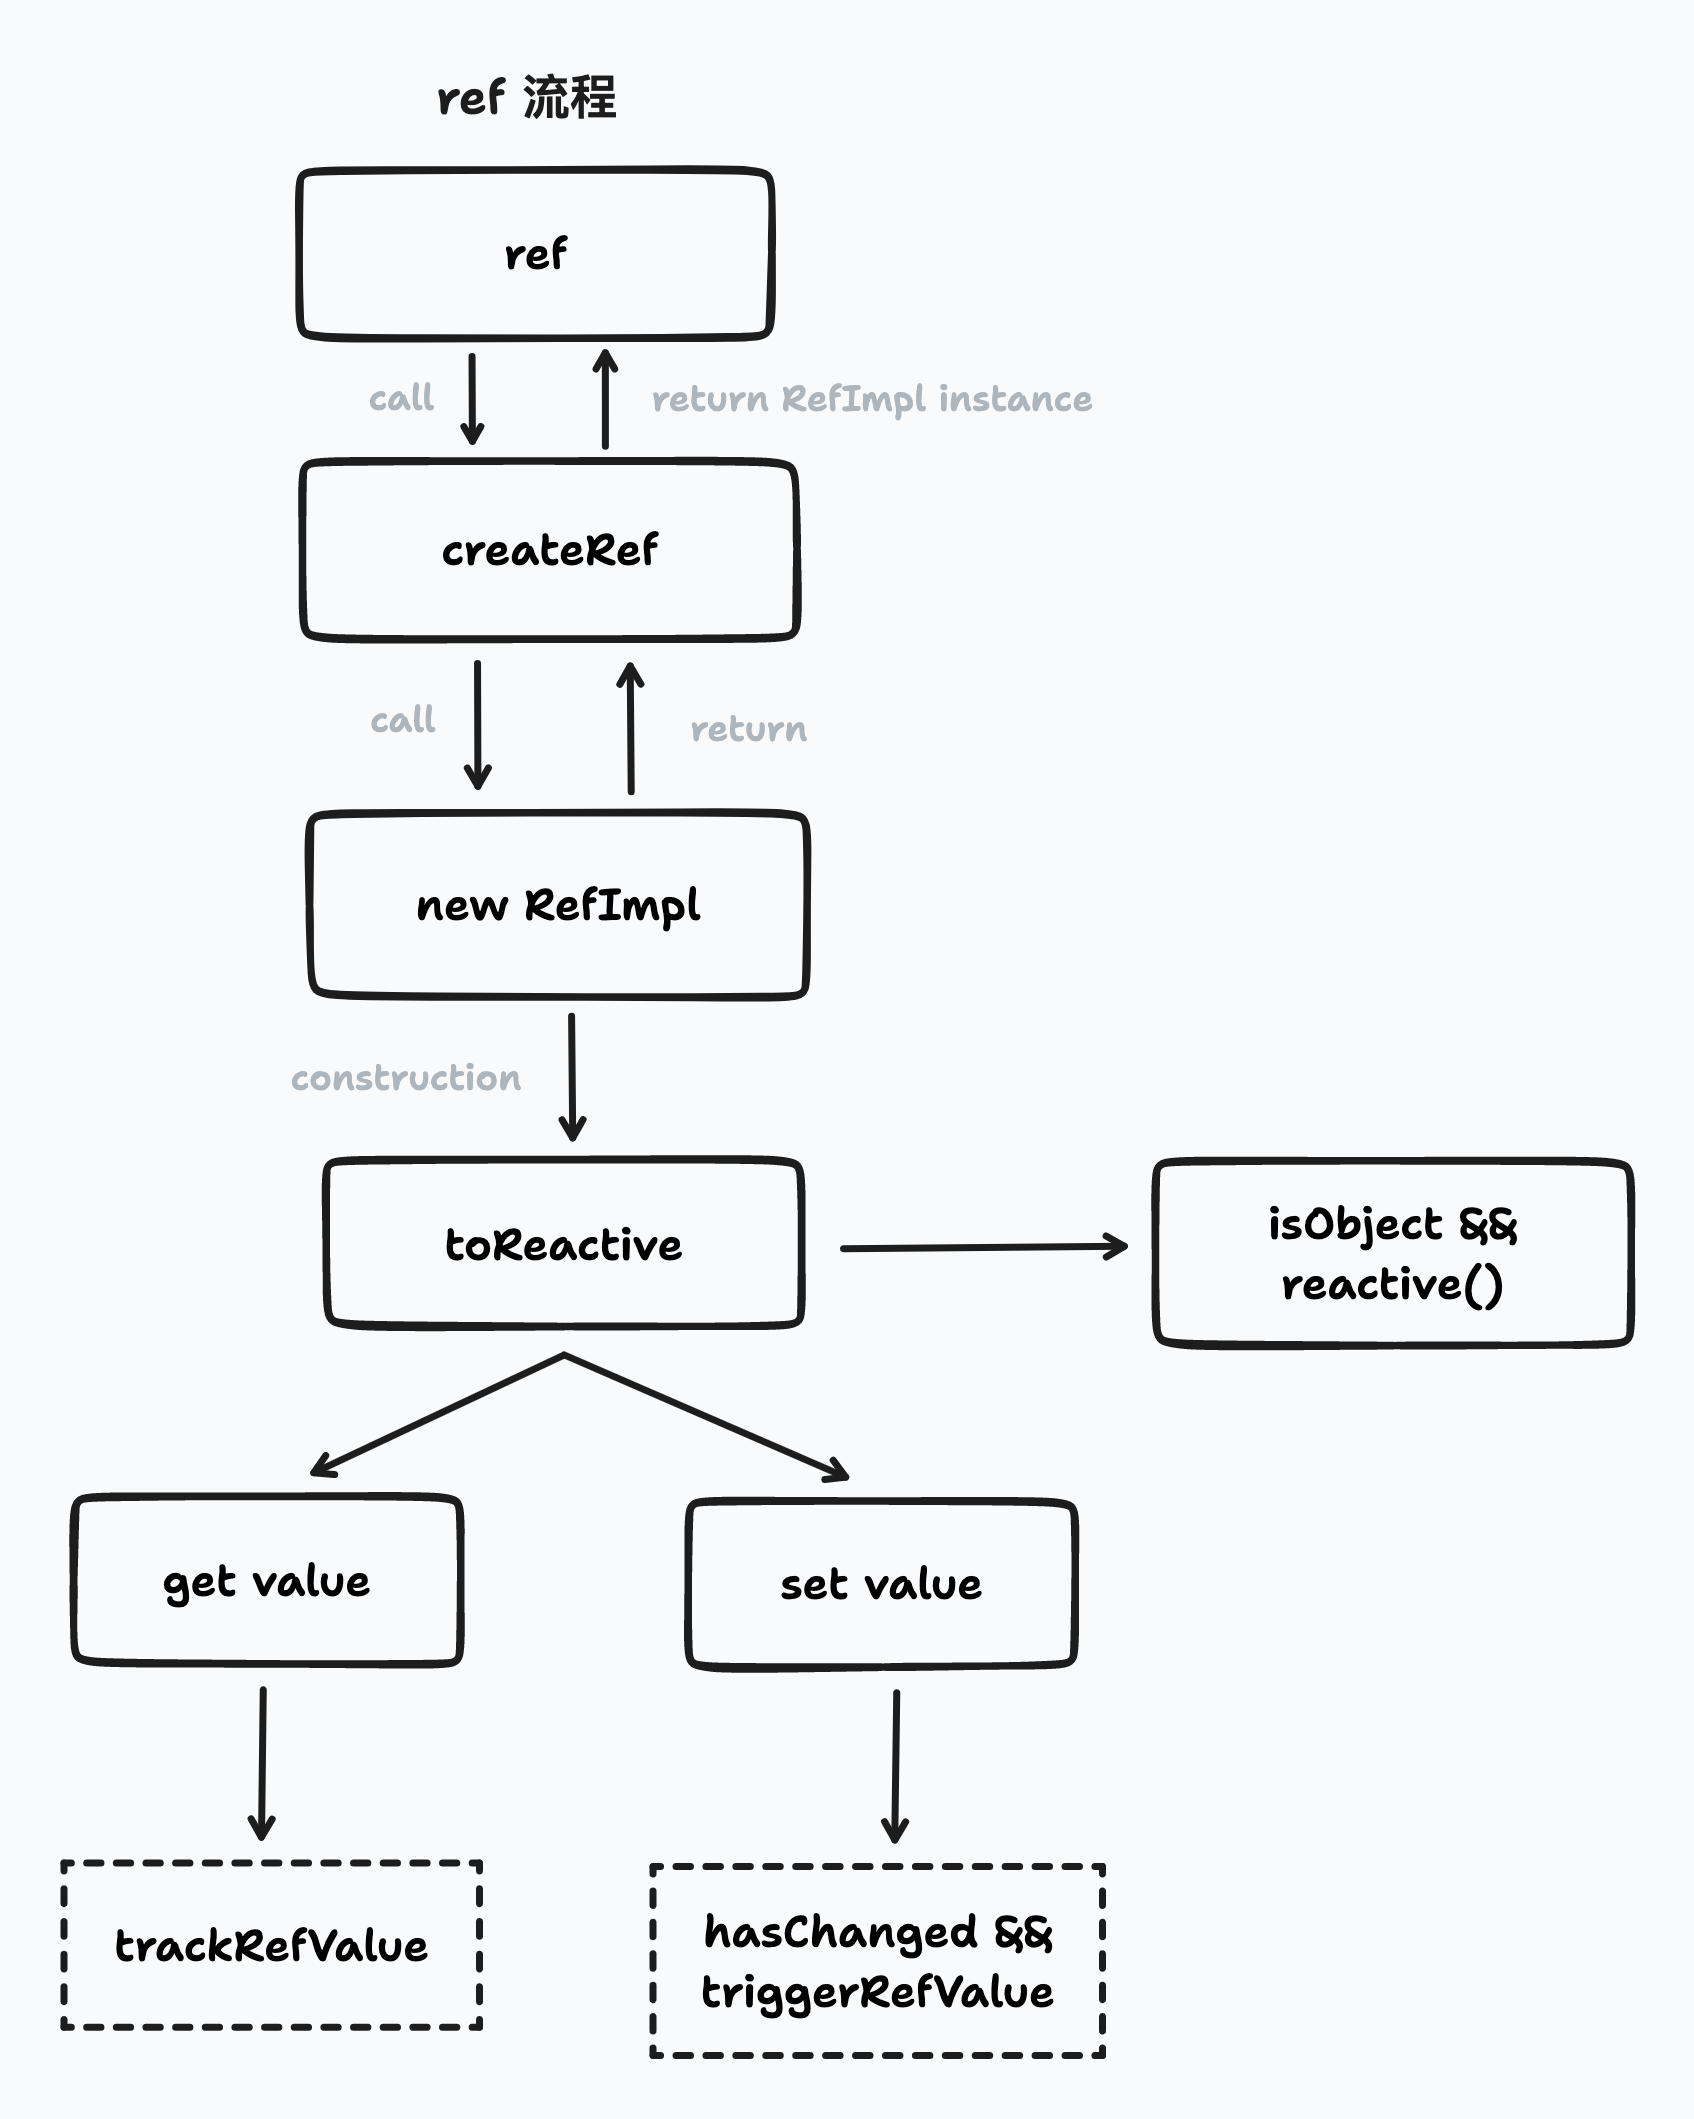 ref 流程
ref
call
return RefImpl instance
createRef
call
return
new RefImpl
construction
toReactive
isObject &&
reactive()
get value
set value
trackRefValue
hasChanged &&
triggerRefValue